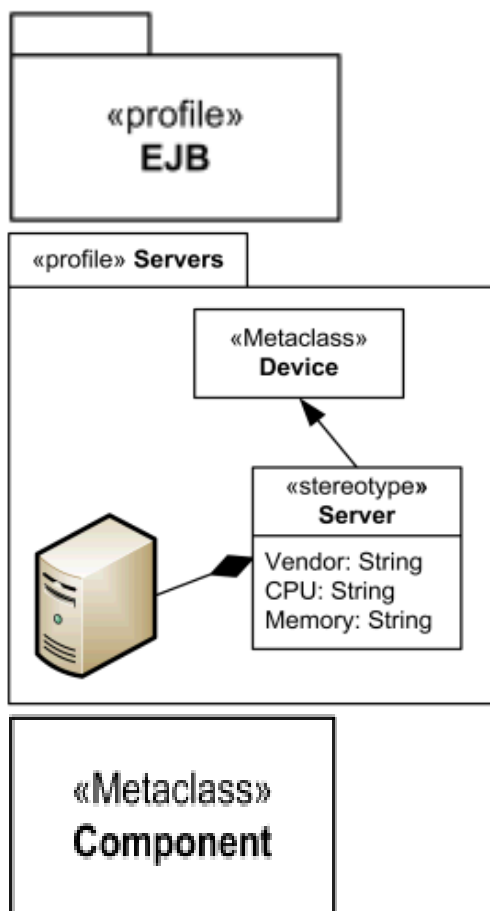 «profile»
EJB
«profile» Servers
«Metaclass»
Device
«stereotype»
Server
Vendor: String
CPU: String
Memory: String
«Metaclass»
Component